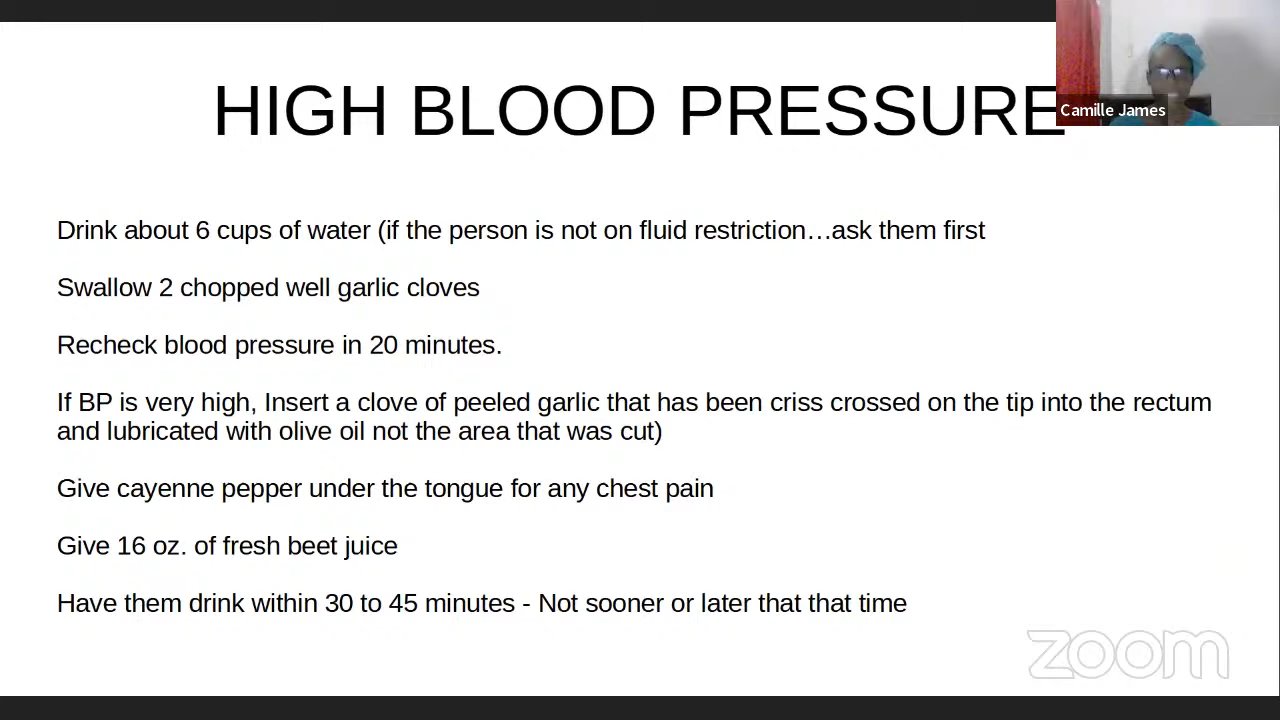 HIGH BLOOD PRESSURE
Camille James
Drink about 6 cups of water (if the person is not on fluid restriction…ask them first
Swallow 2 chopped well garlic cloves
Recheck blood pressure in 20 minutes.
If BP is very high, Insert a clove of peeled garlic that has been criss crossed on the tip into the rectum
and lubricated with olive oil not the area that was cut)
Give cayenne pepper under the tongue for any chest pain
Give 16 oz. of fresh beet juice
Have them drink within 30 to 45 minutes - Not sooner or later that that time
zoom